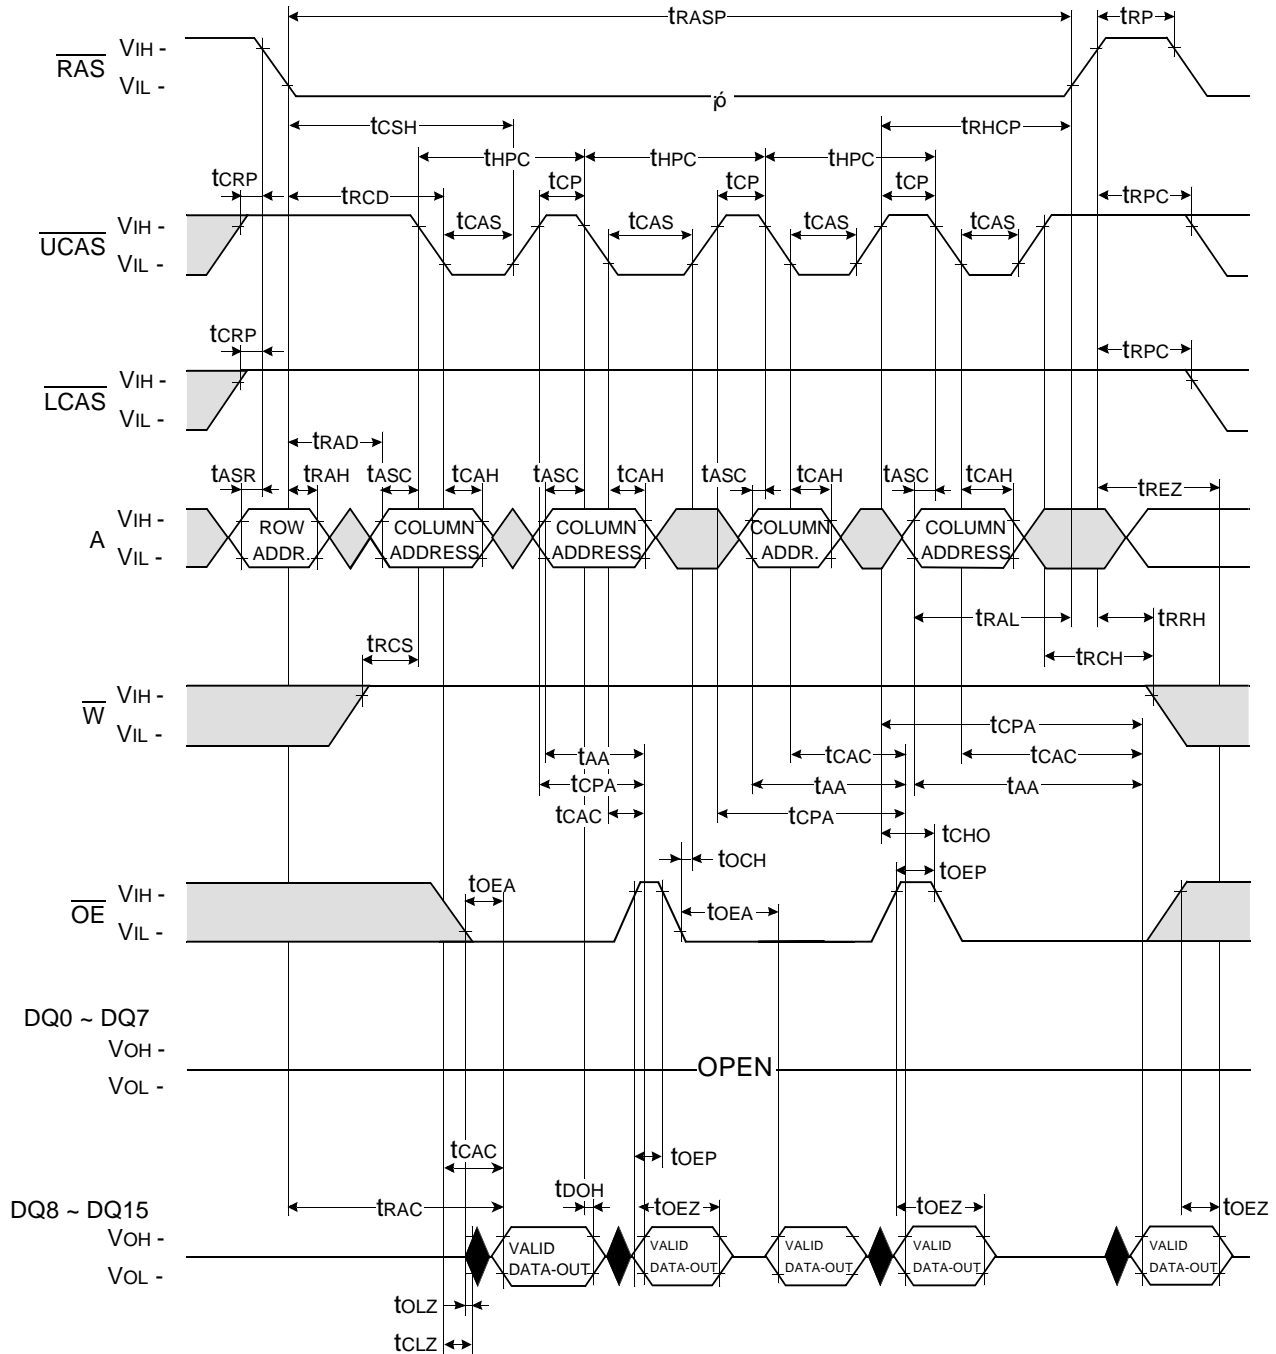 tRASP
tRP
RAS
VIH -
VIL -
¡ó
tCSH
tRHCP
tHPC
tHPC
tHPC
tCRP
tRCD
tCP
tCP
tCP
tRPC
UCAS
VIH -
VIL -
tCAS
tCAS
tCAS
tCAS
tCRP
tRPC
LCAS
VIH -
VIL -
tRAD
tASR
tRAH
tASC
tCAH
tASC
tCAH
tASC
tCAH
tASC
tCAH
tREZ
A
VIH -
VIL -
ROW
ADDR.
COLUMN
ADDRESS
COLUMN
ADDRESS
COLUMN
ADDR.
COLUMN
ADDRESS
tRAL
tRRH
tRCS
tRCH
W
VIH -
VIL -
tCPA
tAA
tCAC
tCAC
tCPA
tAA
tAA
tCAC
tCPA
tCHO
tOCH
tOEP
OE
VIH -
VIL -
tOEA
tOEA
DQ0 ~ DQ7
VOH -
VOL -
OPEN
tCAC
tOEP
tDOH
tRAC
tOEZ
tOEZ
tOEZ
DQ8 ~ DQ15
VOH -
VOL -
VALID
DATA-OUT
VALID
DATA-OUT
VALID
DATA-OUT
VALID
DATA-OUT
VALID
DATA-OUT
tOLZ
tCLZ